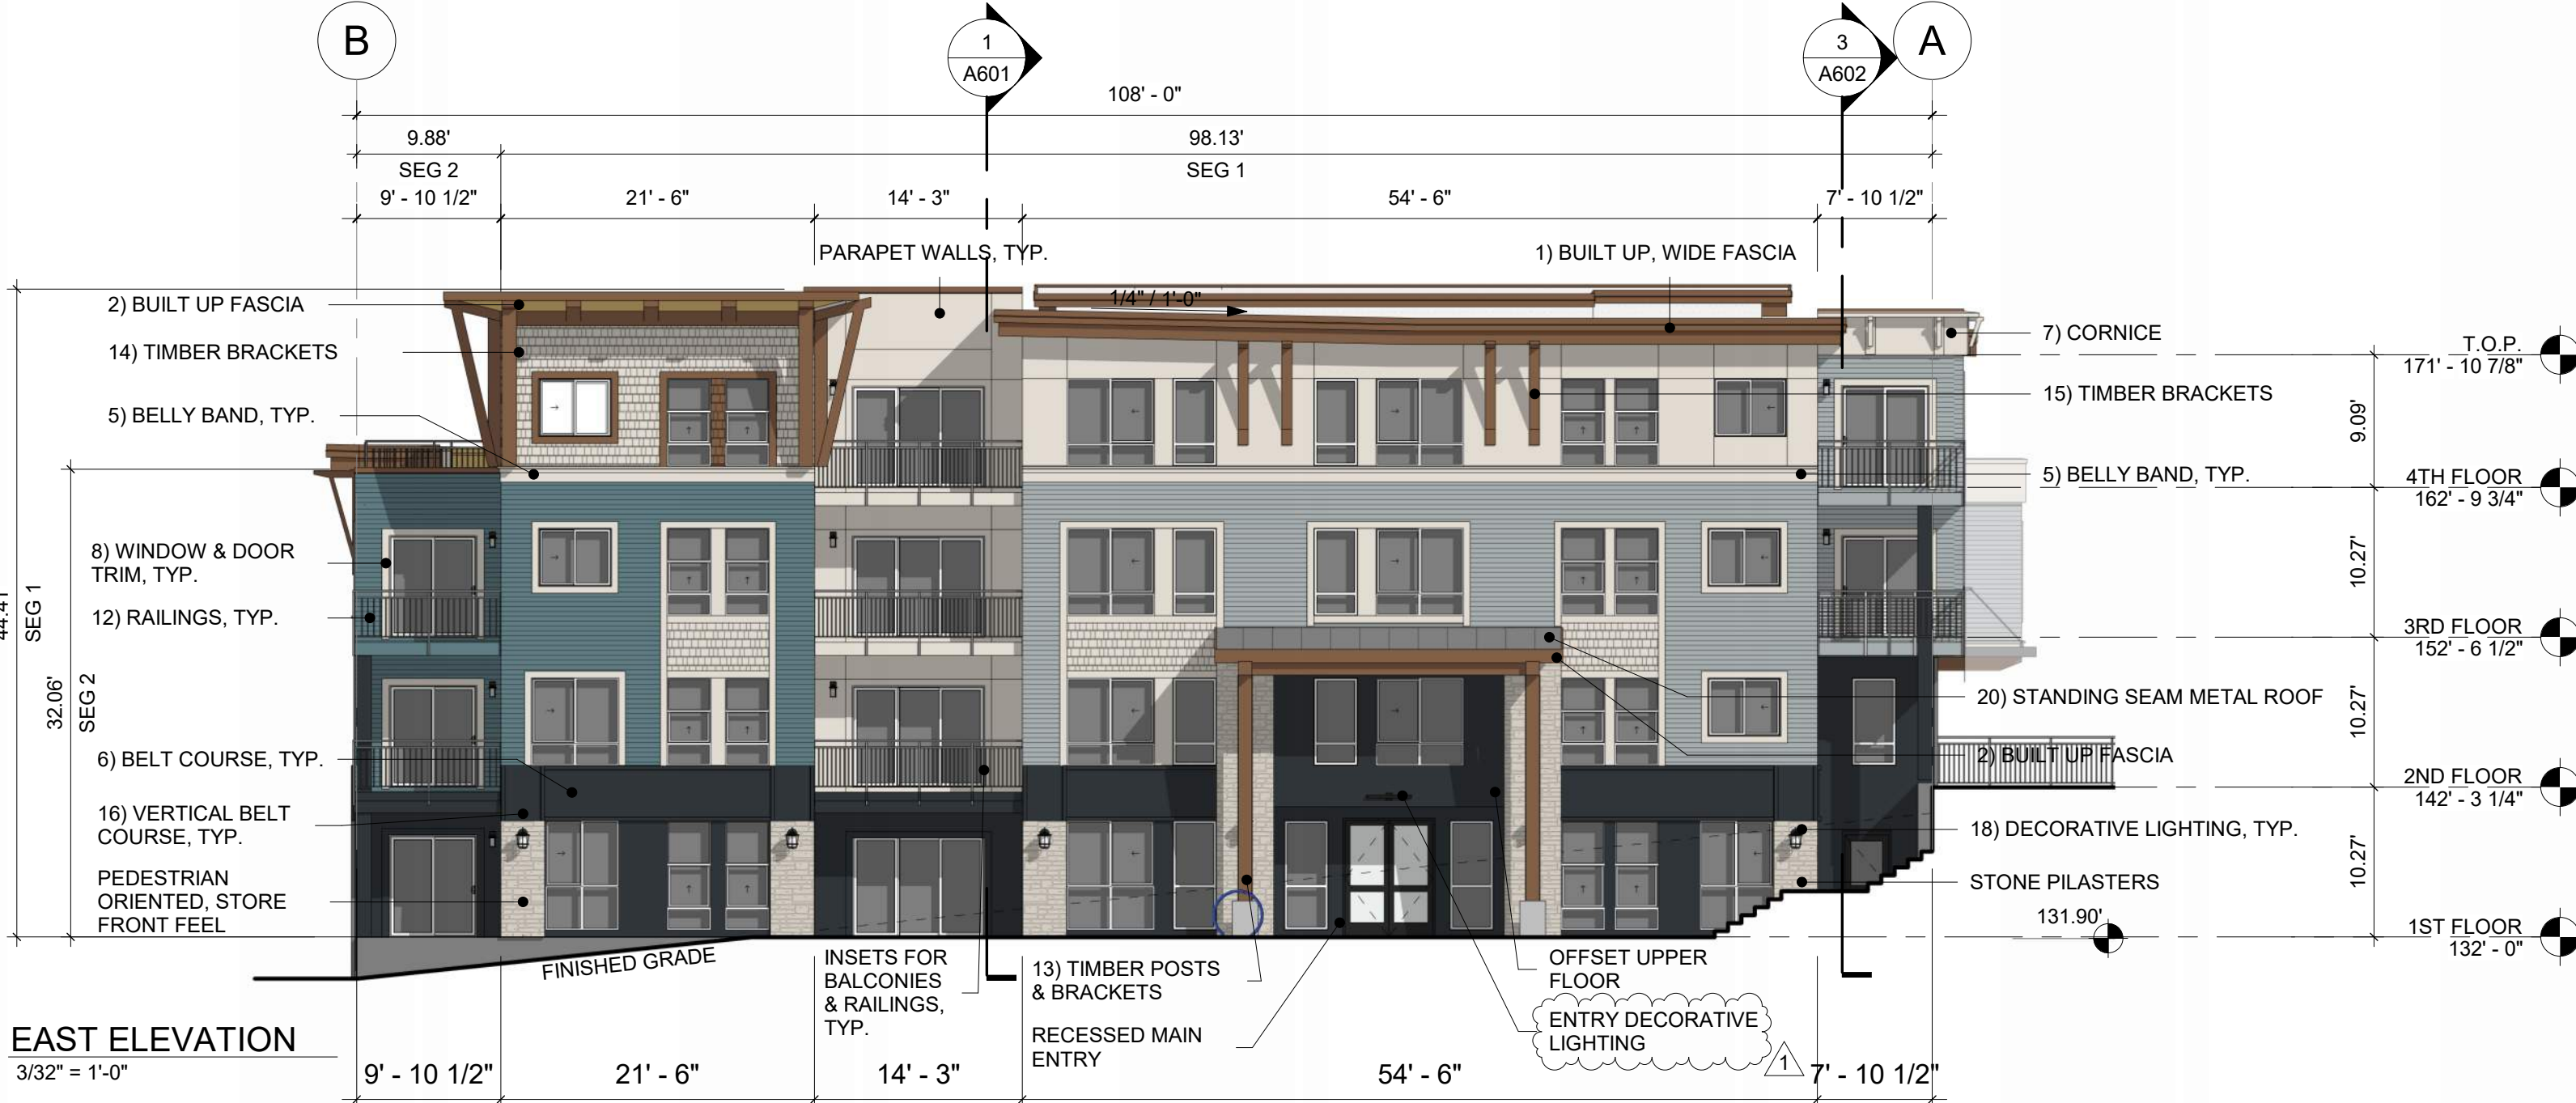 B
1
A601
3
A602
A
108' - 0"
9.88'
98.13'
SEG 2
SEG 1
9' - 10 1/2"
21' - 6"
14' - 3"
54' - 6"
7' - 10 1/2"
PARAPET WALLS, TYP.
1) BUILT UP, WIDE FASCIA
1/4" / 1'-0"
2) BUILT UP FASCIA
14) TIMBER BRACKETS
5) BELLY BAND, TYP.
8) WINDOW & DOOR
TRIM, TYP.
12) RAILINGS, TYP.
44.41'
SEG 1
32.06'
SEG 2
6) BELT COURSE, TYP.
16) VERTICAL BELT
COURSE, TYP.
PEDESTRIAN
ORIENTED, STORE
FRONT FEEL
7) CORNICE
15) TIMBER BRACKETS
5) BELLY BAND, TYP.
20) STANDING SEAM METAL ROOF
2) BUILT UP FASCIA
18) DECORATIVE LIGHTING, TYP.
STONE PILASTERS
131.90'
T.O.P.
171' - 10 7/8"
9.09'
4TH FLOOR
162' - 9 3/4"
10.27'
3RD FLOOR
152' - 6 1/2"
10.27'
2ND FLOOR
142' - 3 1/4"
10.27'
1ST FLOOR
132' - 0"
FINISHED GRADE
INSETS FOR
BALCONIES
& RAILINGS,
TYP.
13) TIMBER POSTS
& BRACKETS
RECESSED MAIN
ENTRY
OFFSET UPPER
FLOOR
ENTRY DECORATIVE
LIGHTING
1
EAST ELEVATION
3/32" = 1'-0"
9' - 10 1/2"
21' - 6"
14' - 3"
54' - 6"
7' - 10 1/2"